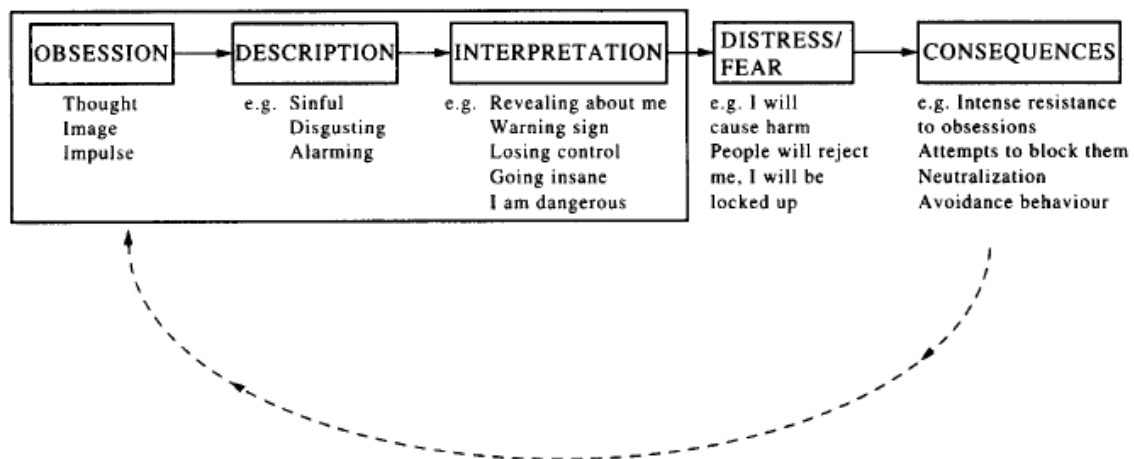 OBSESSION
Thought
Image
Impulse
DESCRIPTION
e.g. Sinful
Disgusting
Alarming
INTERPRETATION
e.g. Revealing about me
Warning sign
Losing control
Going insane
I am dangerous
DISTRESS/
FEAR
e.g. I will
cause harm
People will reject
me, I will be
locked up
CONSEQUENCES
e.g. Intense resistance
to obsessions
Attempts to block them
Neutralization
Avoidance behaviour